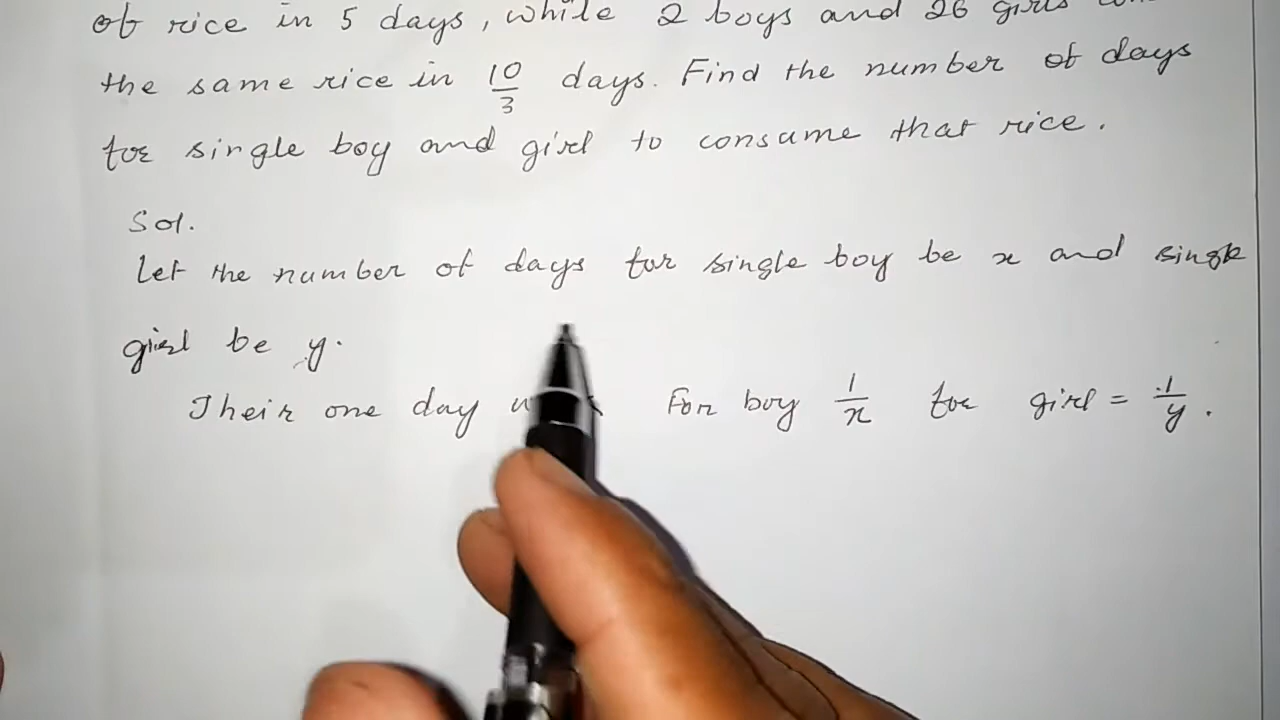 of rice in 5 days, while 2 boys and 26 girls
the same rice in 10/3 days. Find the number of days
for single boy and girl to consume that rice.
Sol.
Let the number of days for single boy be x and single
girl be y.
Their one day For boy 1/x for girl = 1/y.